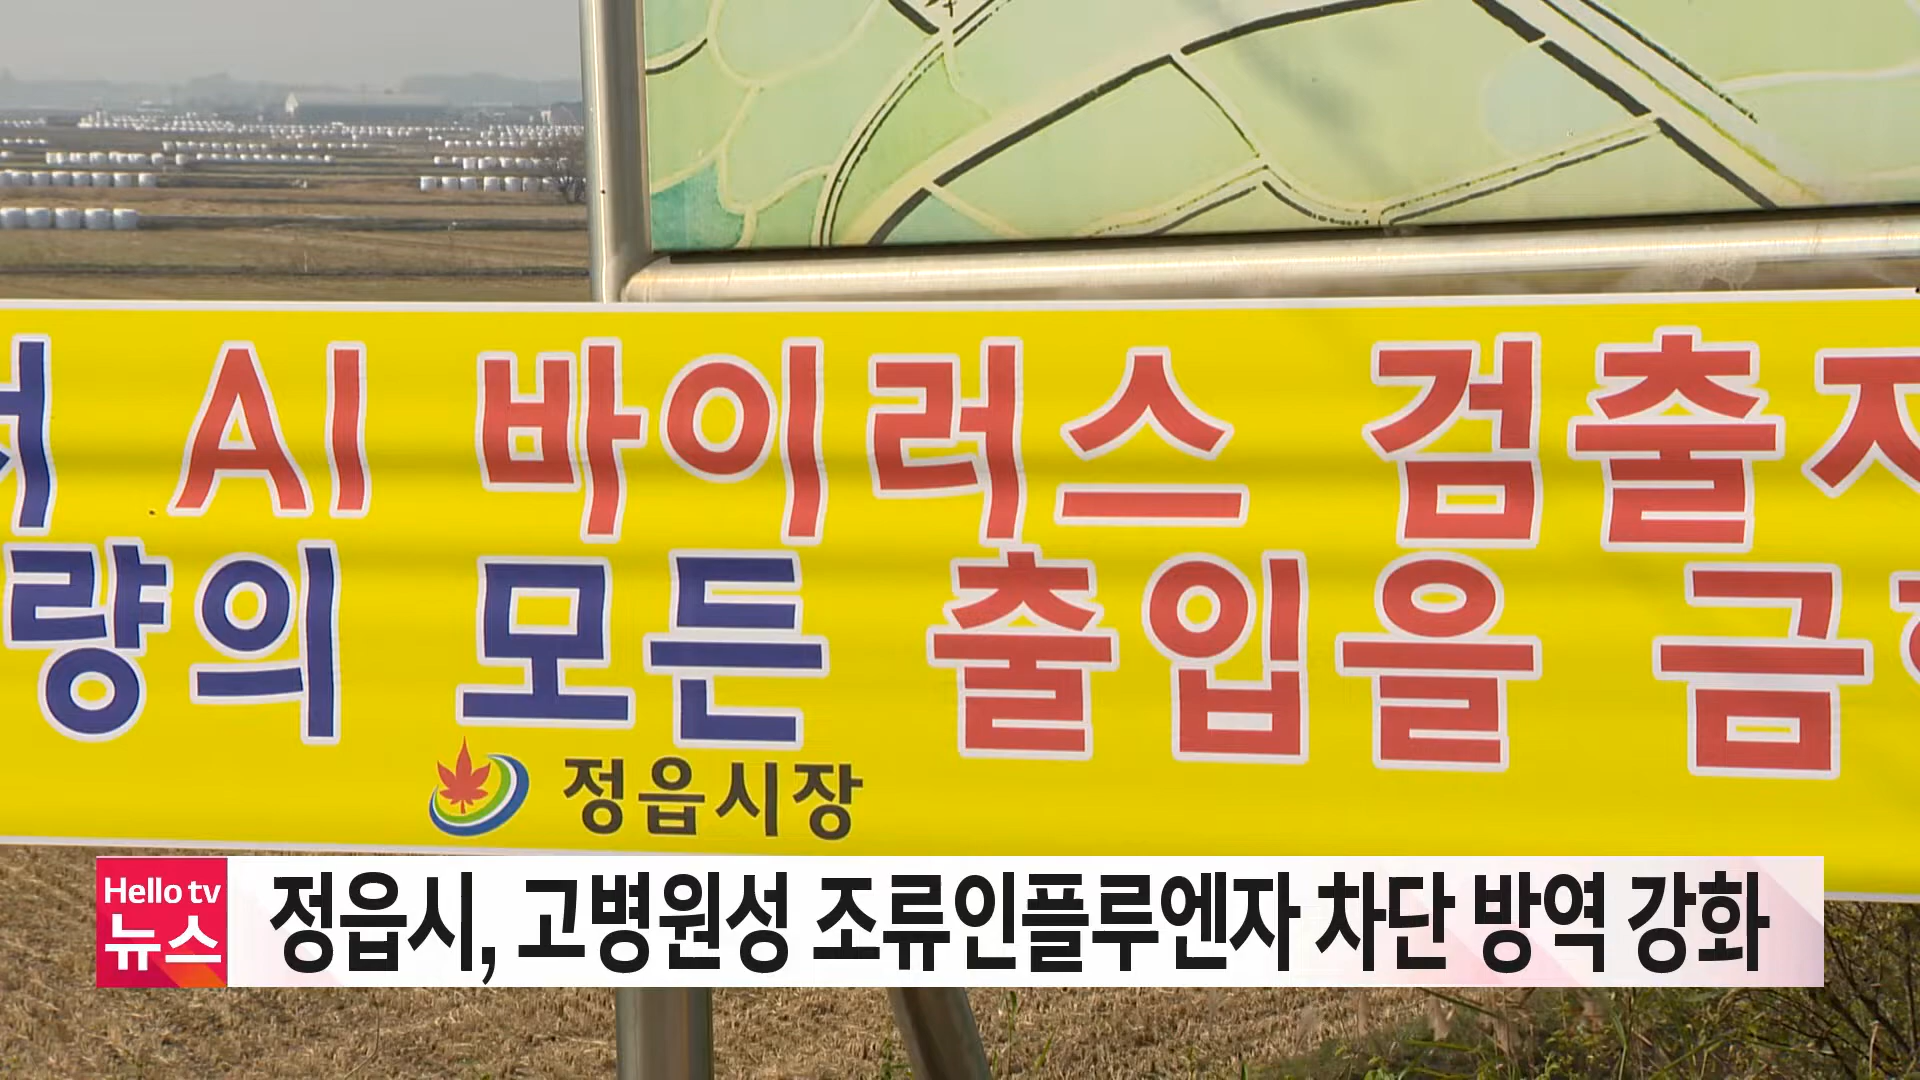 서 AI 바이러스 검출지
량의 모든 출입을 금
정읍시장
Hello tv
뉴스
정읍시, 고병원성 조류인플루엔자 차단 방역 강화